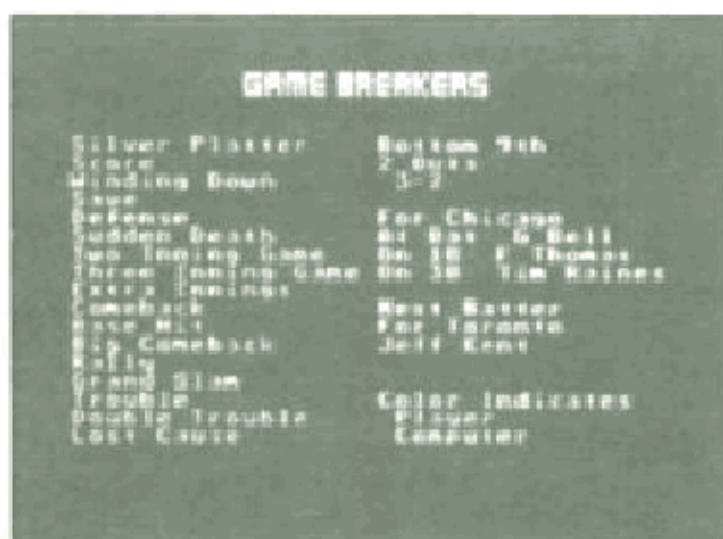 GAME BREAKERS
Silver Platter
Score
Winding Down
Save
Defense
Sudden Death
Two Inning Game
Three Inning Game
Extra Innings
Comeback
Base Hit
Big Comeback
Rally
Grand Slam
Trouble
Double Trouble
Lost Cause
Bottom 9th
2 Outs
3-2
For Chicago
At Bat G Bell
On 1B F Thomas
On 3B Tim Raines
Next Batter
For Toronto
Jeff Kent
Color Indicates
Player
Computer